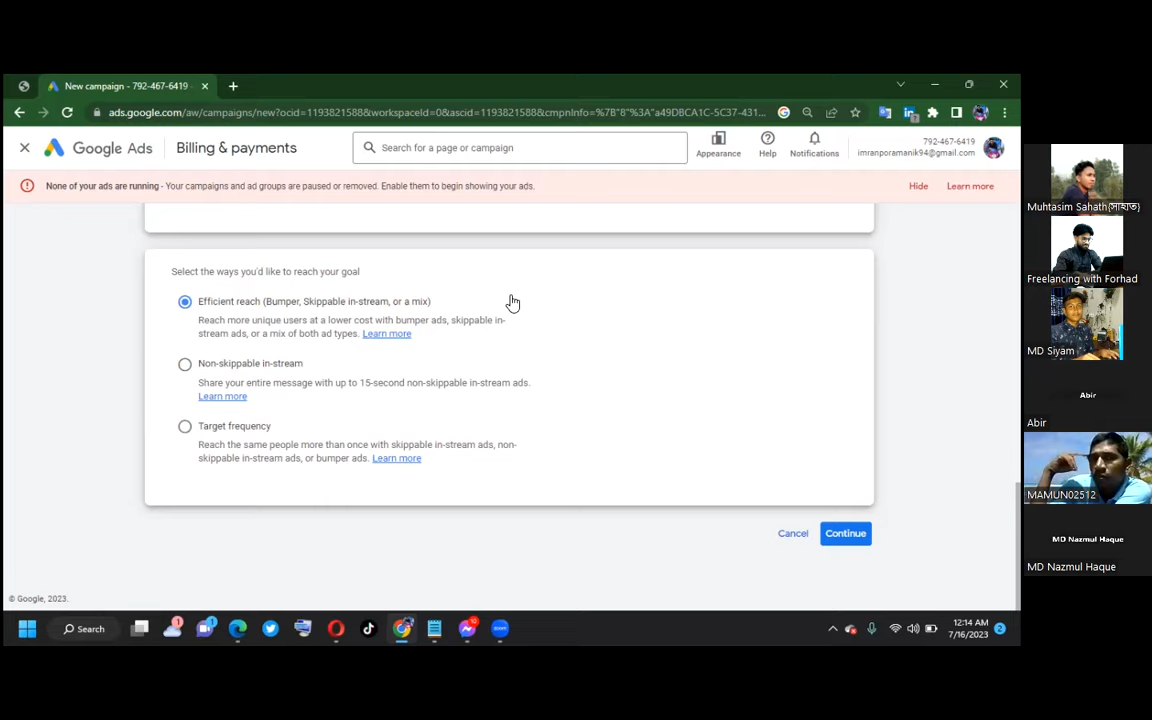 New campaign - 792-467-6419
ads.google.com/aw/campaigns/new?ocid=1193821588&workspaceId=0&ascid=1193821588&cmpnInfo=%7B"8"%3A"a49DBCA1C-5C37-431...
Google Ads
Billing & payments
Search for a page or campaign
Appearance
Help
Notifications
792-467-6419
imranporamanik94@gmail.com
None of your ads are running - Your campaigns and ad groups are paused or removed. Enable them to begin showing your ads.
Hide
Learn more
Select the ways you'd like to reach your goal
Efficient reach (Bumper, Skippable in-stream, or a mix)
Reach more unique users at a lower cost with bumper ads, skippable in-
stream ads, or a mix of both ad types. Learn more
Non-skippable in-stream
Share your entire message with up to 15-second non-skippable in-stream ads.
Learn more
Target frequency
Reach the same people more than once with skippable in-stream ads, non-
skippable in-stream ads, or bumper ads. Learn more
Cancel
Continue
© Google, 2023.
Muhtasim Sahath(সাহাত)
Freelancing with Forhad
MD Siyam
Abir
Abir
MAMUN02512
MD Nazmul Haque
MD Nazmul Haque
Search
1
1
zoom
12:14 AM
7/16/2023
2